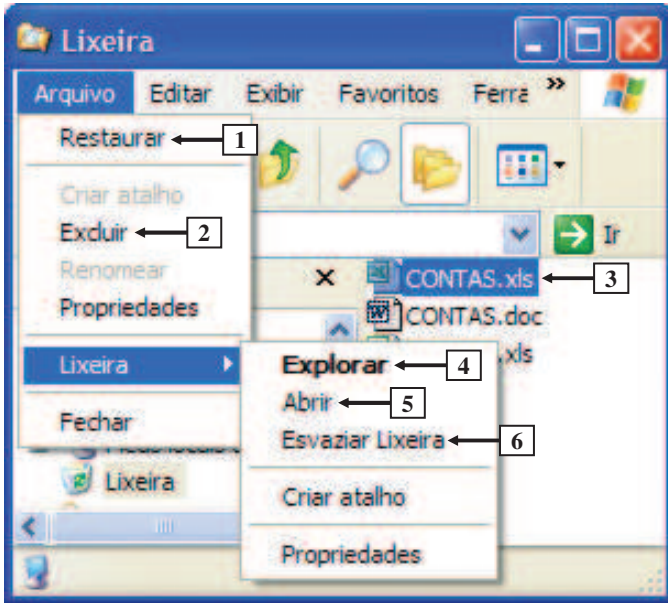 Lixeira
Arquivo Editar Exibir Favoritos Ferra »
Restaurar 1
Criar atalho
Excluir 2
Ir
Renomear
CONTAS.xls 3
Propriedades
CONTAS.doc
.xls
Lixeira
Explorar 4
Abrir 5
Fechar
Esvaziar Lixeira 6
Lixeira
Criar atalho
Propriedades